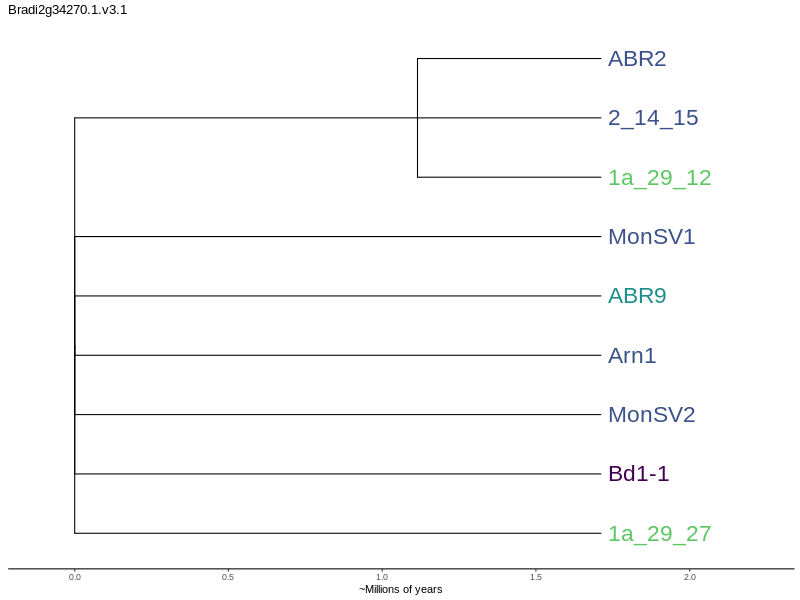 Bradi2g34270.1.v3.1
ABR2
2_14_15
1a_29_12
MonSV1
ABR9
Arn1
MonSV2
Bd1-1
1a_29_27
0.0 0.5 1.0 1.5 2.0
~Millions of years